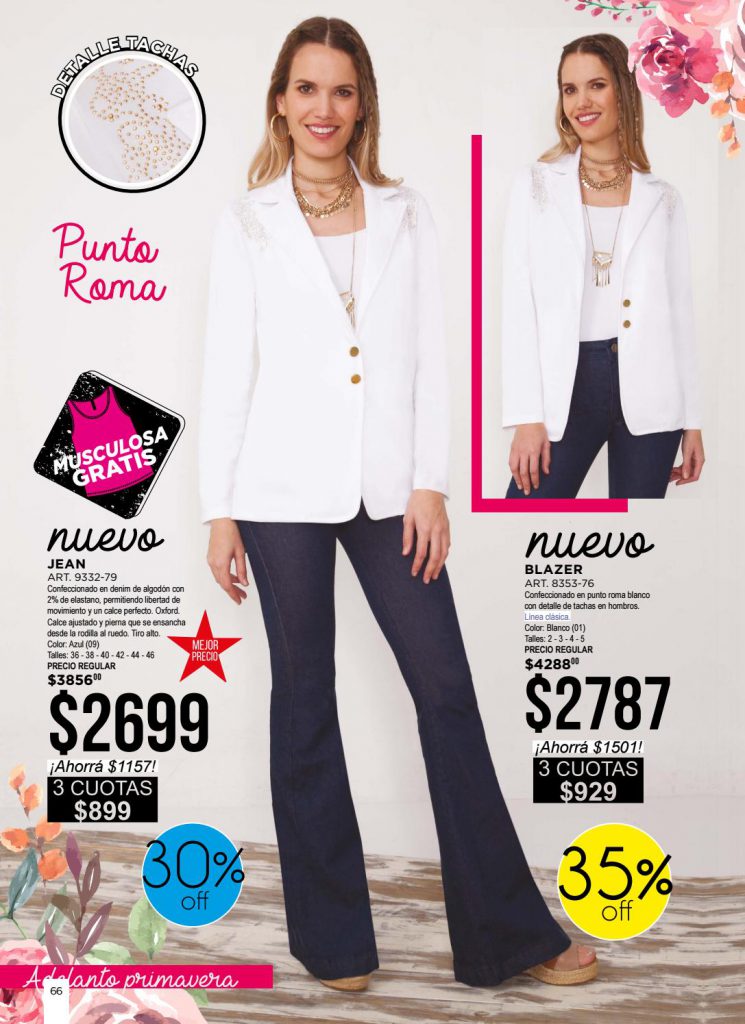 DETALLE TACHAS
Punto
Roma
MUSCULOSA
GRATIS
nuevo
JEAN
ART. 9332-79
Confeccionado en denim de algodón con
2% de elastano, permitiendo libertad de
movimiento y un calce perfecto. Oxford.
Calce ajustado y pierna que se ensancha
desde la rodilla al ruedo. Tiro alto.
Color: Azul (09)
Talles: 36 - 38 - 40 - 42 - 44 - 46
PRECIO REGULAR
$3856⁰⁰
MEJOR
PRECIO
$2699
¡Ahorrá $1157!
3 CUOTAS
$899
30%
off
nuevo
BLAZER
ART. 8353-76
Confeccionado en punto roma blanco
con detalle de tachas en hombros.
Linea clásica.
Color: Blanco (01)
Talles: 2 - 3 - 4 - 5
PRECIO REGULAR
$4288⁰⁰
$2787
¡Ahorrá $1501!
3 CUOTAS
$929
35%
off
Adelanto primavera
66